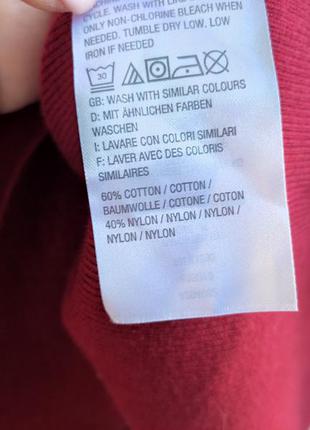 CYCLE. WASH WITH
ONLY NON-CHLORINE BLEACH WHEN
NEEDED. TUMBLE DRY LOW. LOW
IRON IF NEEDED
30
GB: WASH WITH SIMILAR COLOURS
D: MIT ÄHNLICHEN FARBEN
WASCHEN
I: LAVARE CON COLORI SIMILARI
F: LAVER AVEC DES COLORIS
SIMILAIRES
60% COTTON / COTTON /
BAUMWOLLE / COTONE / COTON
40% NYLON / NYLON / NYLON /
NYLON / NYLON